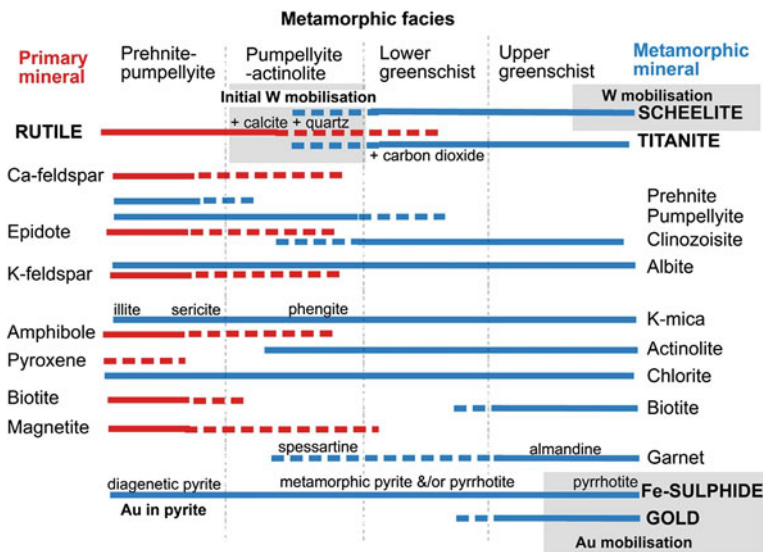 Metamorphic facies
Primary mineral
Prehnite-pumpellyite
Pumpellyite-actinolite
Lower greenschist
Upper greenschist
Metamorphic mineral
Initial W mobilisation
W mobilisation
SCHEELITE
+ calcite + quartz
RUTILE
TITANITE
+ carbon dioxide
Ca-feldspar
Prehnite
Pumpellyite
Epidote
Clinozoisite
K-feldspar
Albite
illite sericite phengite
K-mica
Amphibole
Actinolite
Pyroxene
Chlorite
Biotite
Biotite
Magnetite
spessartine almandine
Garnet
diagenetic pyrite metamorphic pyrite &/or pyrrhotite pyrrhotite
Fe-SULPHIDE
Au in pyrite
GOLD
Au mobilisation